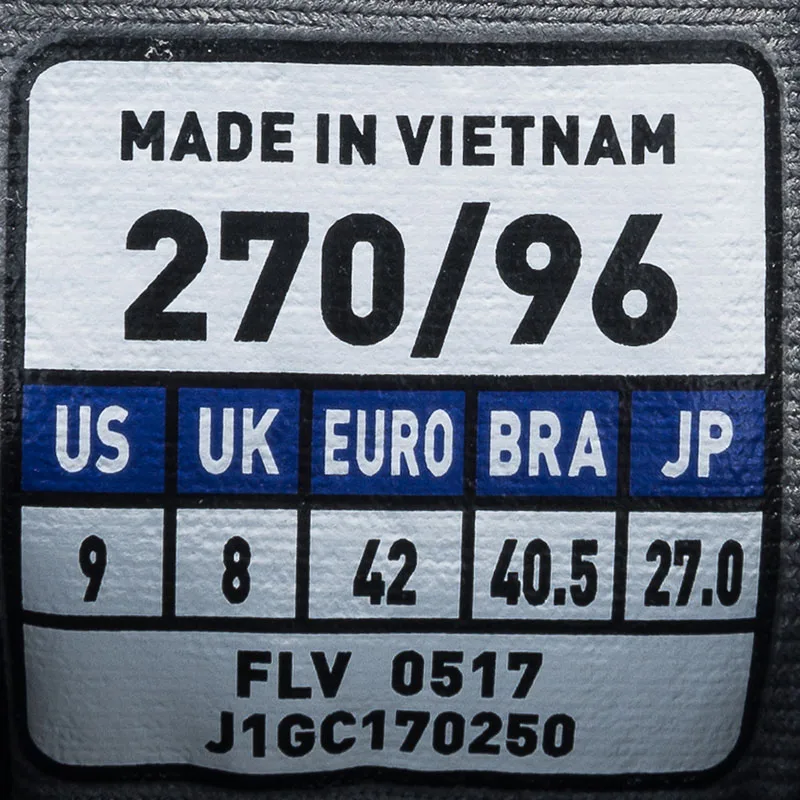 MADE IN VIETNAM
270/96
US UK EURO BRA JP
9 8 42 40.5 27.0
FLV 0517
J1GC170250